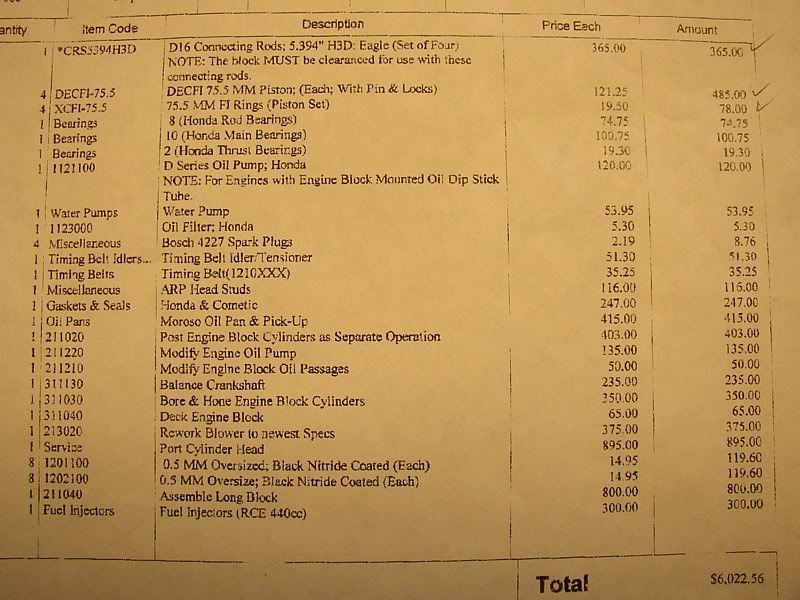 antity Item Code Description Price Each Amount
1 *CRS5394H3D D16 Connecting Rods; 5.394" H3D: Eagle (Set of Four) 365.00 365.00
NOTE: The block MUST be clearanced for use with these
connecting rods.
4 DECFI-75.5 DECFI 75.5 MM Piston; (Each; With Pin & Locks) 121.25 485.00
4 XCFI-75.5 75.5 MM FI Rings (Piston Set) 19.50 78.00
1 Bearings 8 (Honda Rod Bearings) 74.75 74.75
1 Bearings 10 (Honda Main Bearings) 100.75 100.75
1 Bearings 2 (Honda Thrust Bearings) 19.30 19.30
1 1121100 D Series Oil Pump; Honda 120.00 120.00
NOTE: For Engines with Engine Block Mounted Oil Dip Stick
Tube.
1 Water Pumps Water Pump 53.95 53.95
1 1123000 Oil Filter; Honda 5.30 5.30
4 Miscellaneous Bosch 4227 Spark Plugs 2.19 8.76
1 Timing Belt Idlers... Timing Belt Idler/Tensioner 51.30 51.30
1 Timing Belts Timing Belt(1210XXX) 35.25 35.25
1 Miscellaneous ARP Head Studs 116.00 116.00
1 Gaskets & Seals Honda & Cometic 247.00 247.00
1 Oil Pans Moroso Oil Pan & Pick-Up 415.00 415.00
1 211020 Post Engine Block Cylinders as Separate Operation 403.00 403.00
1 211220 Modify Engine Oil Pump 135.00 135.00
1 211210 Modify Engine Block Oil Passages 50.00 50.00
1 311130 Balance Crankshaft 235.00 235.00
1 311030 Bore & Hone Engine Block Cylinders 350.00 350.00
1 311040 Deck Engine Block 65.00 65.00
1 213020 Rework Blower to newest Specs 375.00 375.00
1 Service Port Cylinder Head 895.00 895.00
8 1201100 0.5 MM Oversized; Black Nitride Coated (Each) 14.95 119.60
8 1202100 0.5 MM Oversize; Black Nitride Coated (Each) 14.95 119.60
1 211040 Assemble Long Block 800.00 800.00
1 Fuel Injectors Fuel Injectors (RCE 440cc) 300.00 300.00
Total $6,022.56